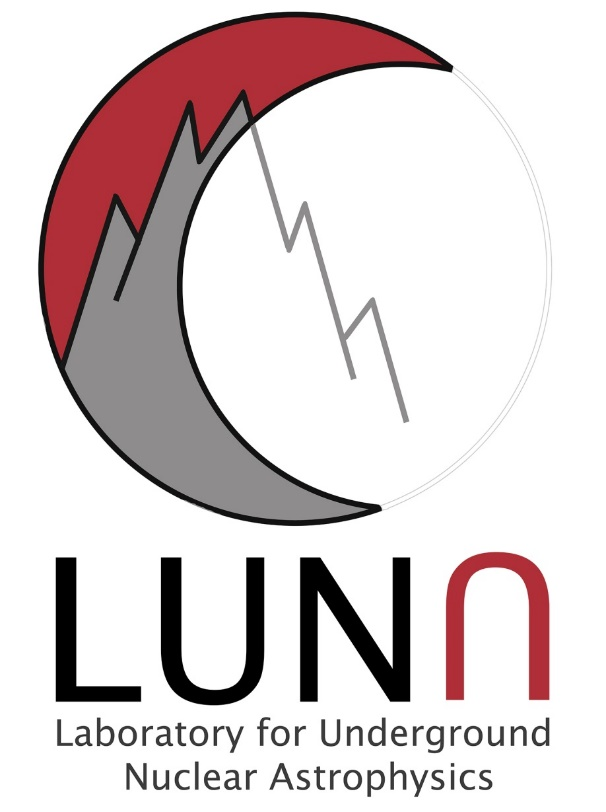 LUNA
Laboratory for Underground
Nuclear Astrophysics